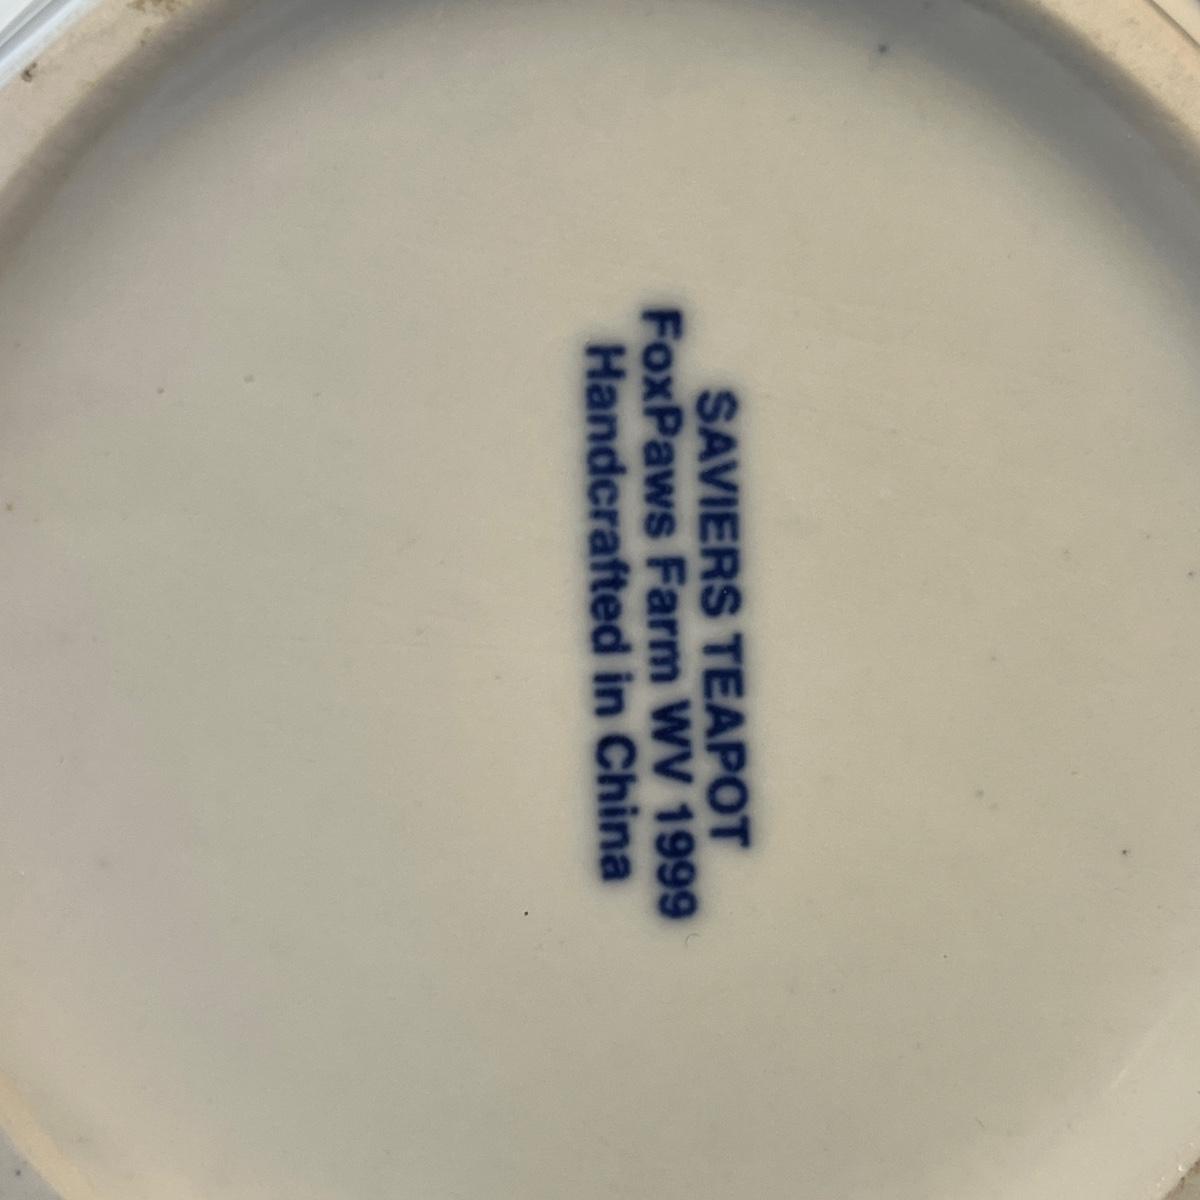 SAVIERS TEAPOT
FoxPaws Farm WV 1999
Handcrafted in China